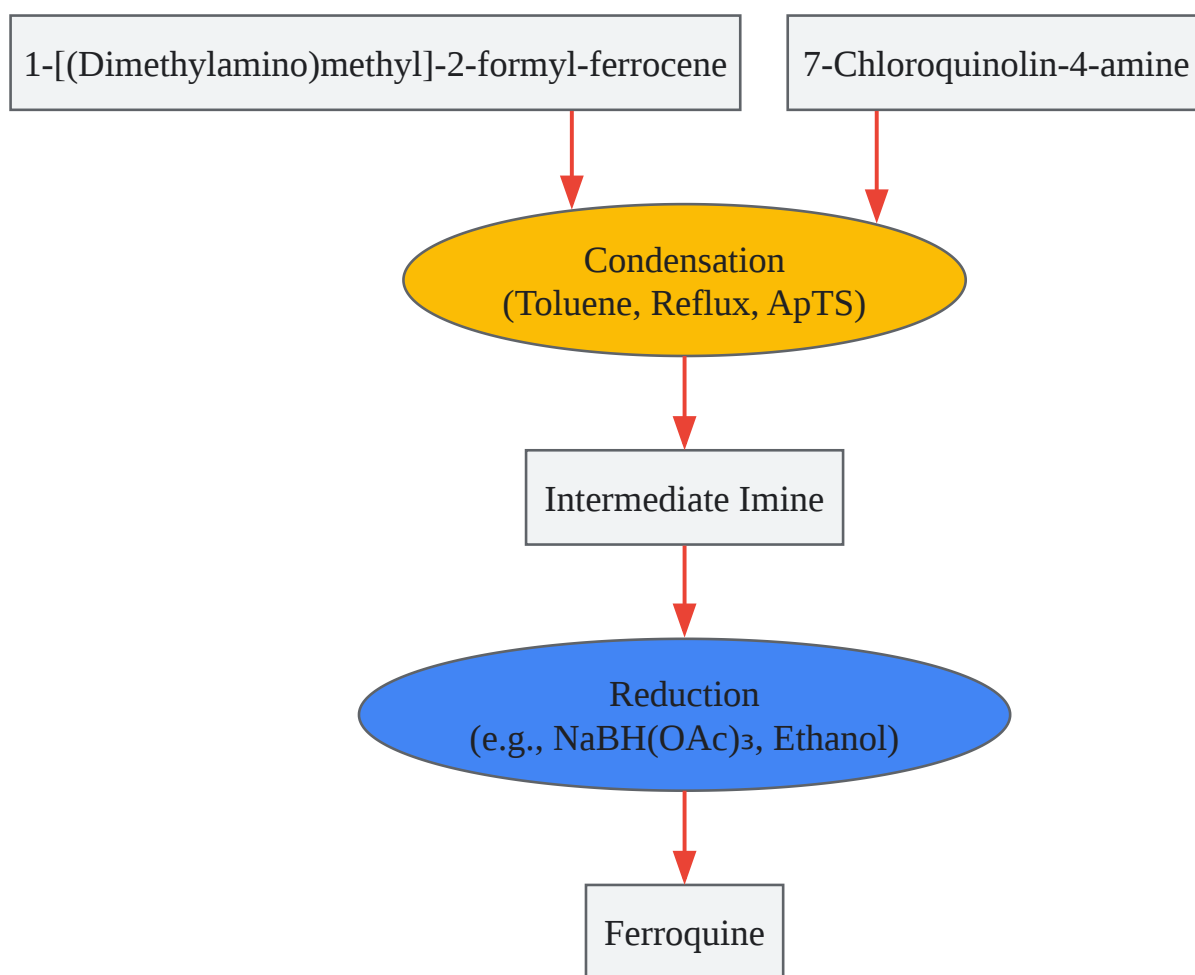 1-[(Dimethylamino)methyl]-2-formyl-ferrocene
7-Chloroquinolin-4-amine
Condensation
(Toluene, Reflux, ApTS)
Intermediate Imine
Reduction
(e.g., NaBH(OAc)₃, Ethanol)
Ferroquine